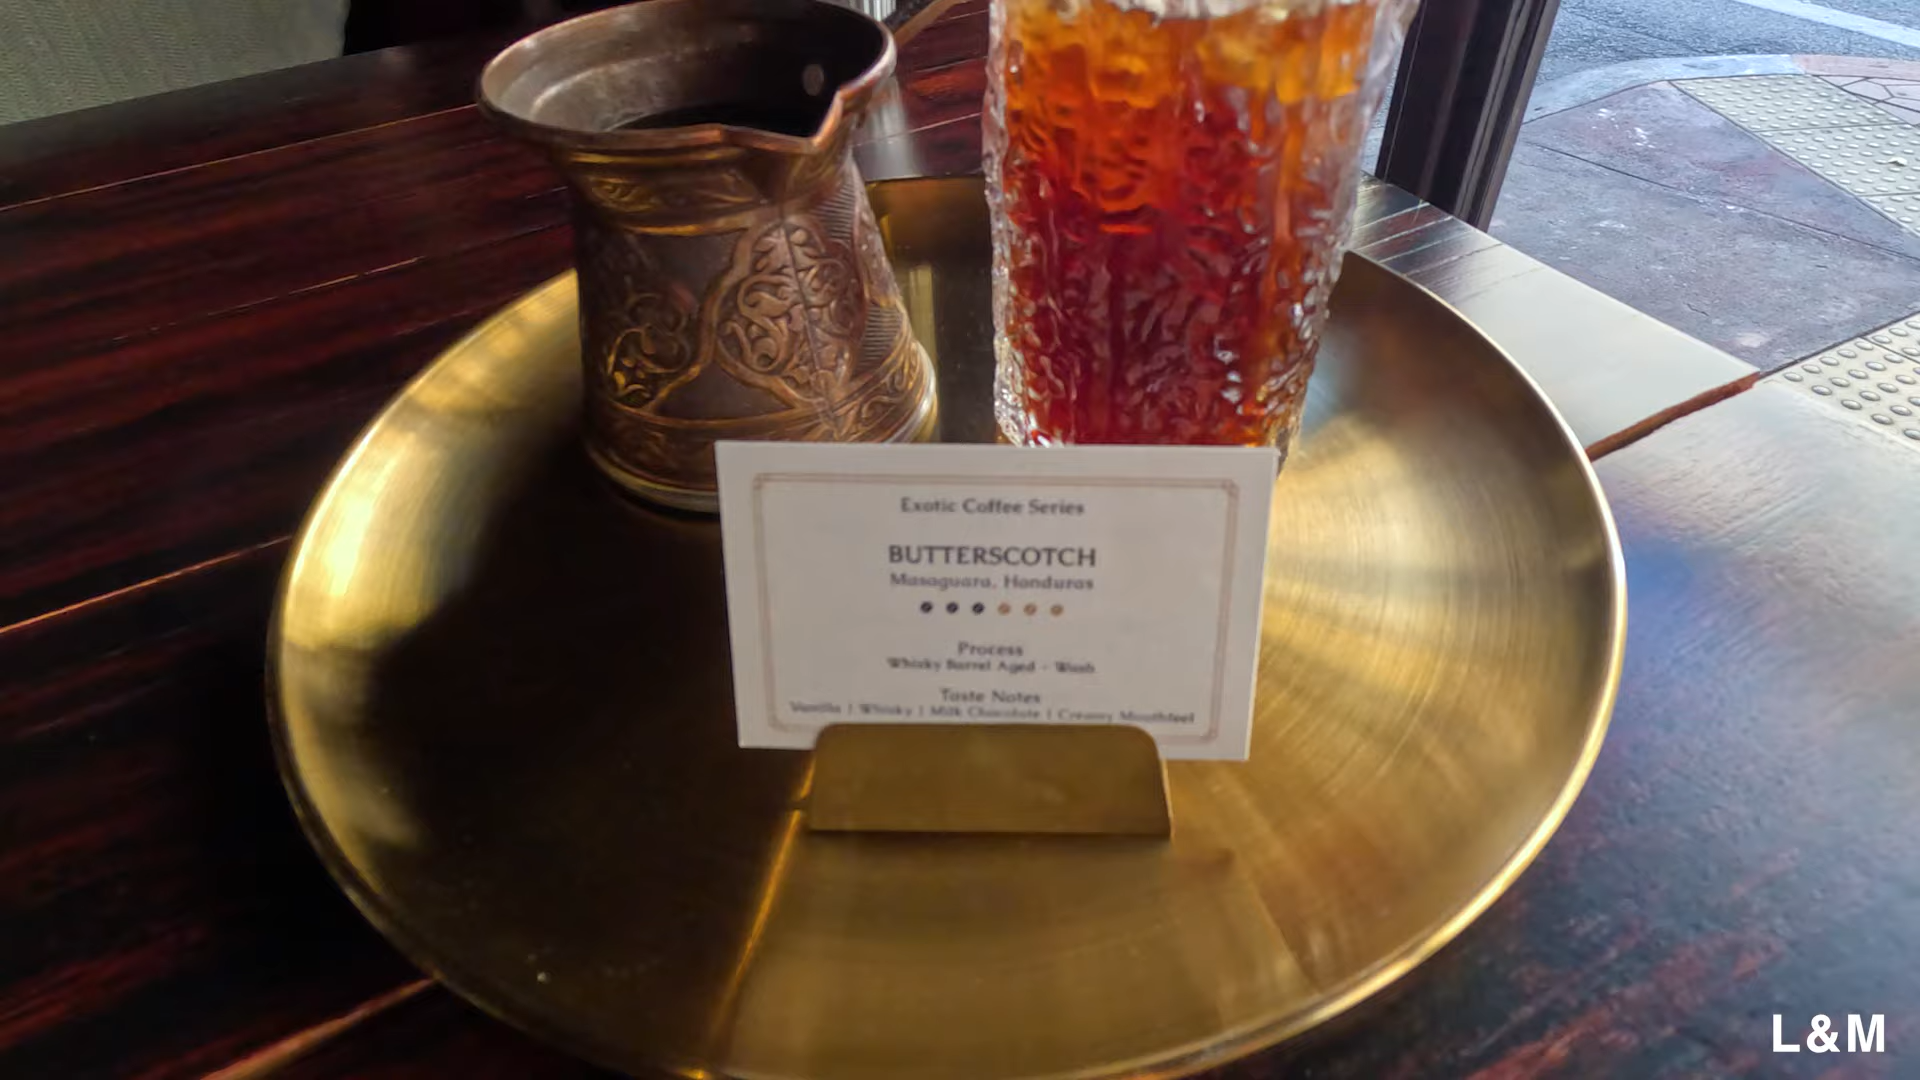 Exotic Coffee Series
BUTTERSCOTCH
Masaguara, Honduras
Process
Whisky Barrel Aged - Wash
Taste Notes
Vanilla | Whisky | Milk Chocolate | Creamy Mouthfeel
L&M